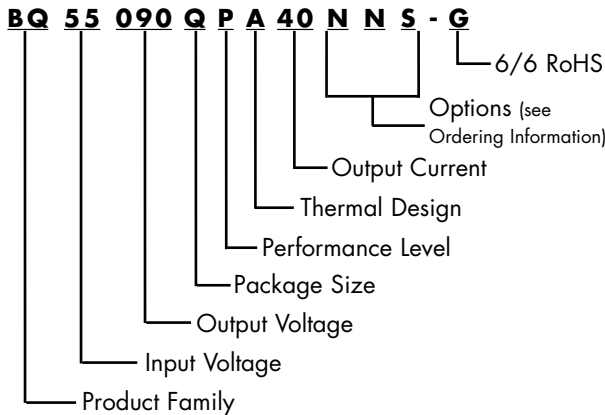 BQ 55 090 Q P A 40 N N S - G
6/6 RoHS
Options (see
Ordering Information)
Output Current
Thermal Design
Performance Level
Package Size
Output Voltage
Input Voltage
Product Family